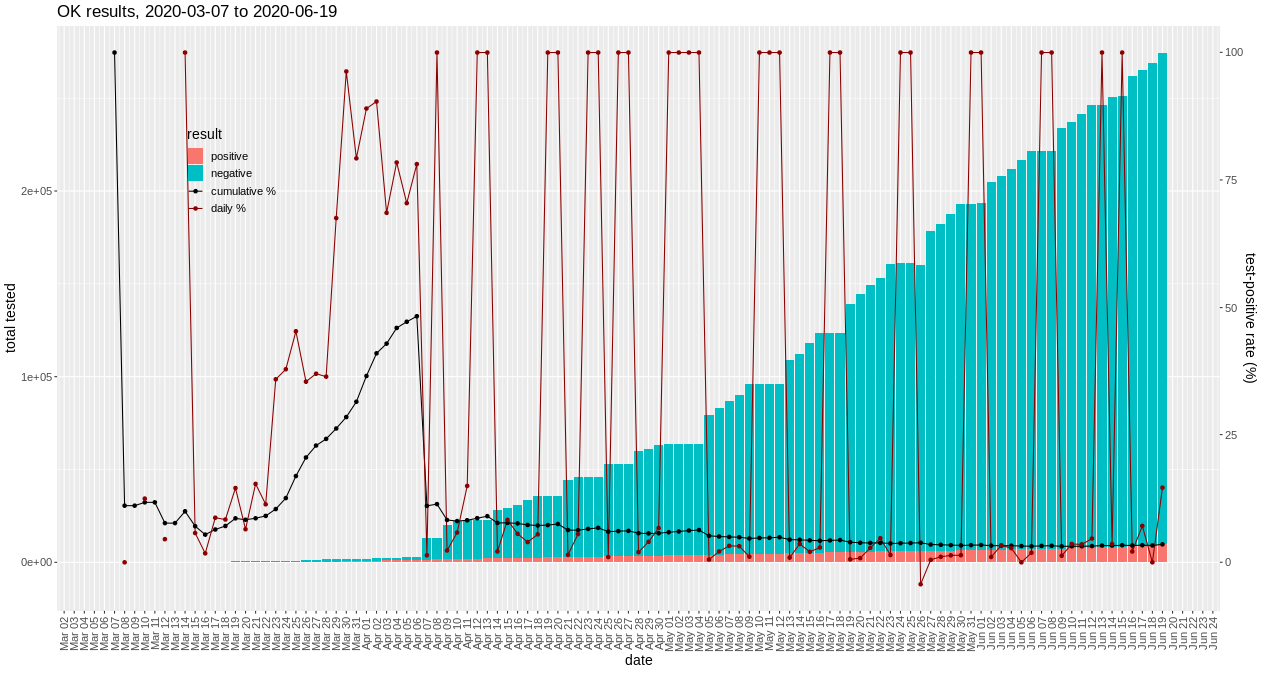 OK results, 2020-03-07 to 2020-06-19
total tested
2e+05
1e+05
0e+00
result
positive
negative
cumulative %
daily %
100
75
50
25
0
test-positive rate (%)
Mar 02
Mar 03
Mar 04
Mar 05
Mar 06
Mar 07
Mar 08
Mar 09
Mar 10
Mar 11
Mar 12
Mar 13
Mar 14
Mar 15
Mar 16
Mar 17
Mar 18
Mar 19
Mar 20
Mar 21
Mar 22
Mar 23
Mar 24
Mar 25
Mar 26
Mar 27
Mar 28
Mar 29
Mar 30
Mar 31
Apr 01
Apr 02
Apr 03
Apr 04
Apr 05
Apr 06
Apr 07
Apr 08
Apr 09
Apr 10
Apr 11
Apr 12
Apr 13
Apr 14
Apr 15
Apr 16
Apr 17
Apr 18
Apr 19
Apr 20
Apr 21
Apr 22
Apr 23
Apr 24
Apr 25
Apr 26
Apr 27
Apr 28
Apr 29
Apr 30
May 01
May 02
May 03
May 04
May 05
May 06
May 07
May 08
May 09
May 10
May 11
May 12
May 13
May 14
May 15
May 16
May 17
May 18
May 19
May 20
May 21
May 22
May 23
May 24
May 25
May 26
May 27
May 28
May 29
May 30
May 31
Jun 01
Jun 02
Jun 03
Jun 04
Jun 05
Jun 06
Jun 07
Jun 08
Jun 09
Jun 10
Jun 11
Jun 12
Jun 13
Jun 14
Jun 15
Jun 16
Jun 17
Jun 18
Jun 19
Jun 20
Jun 21
Jun 22
Jun 23
Jun 24
date